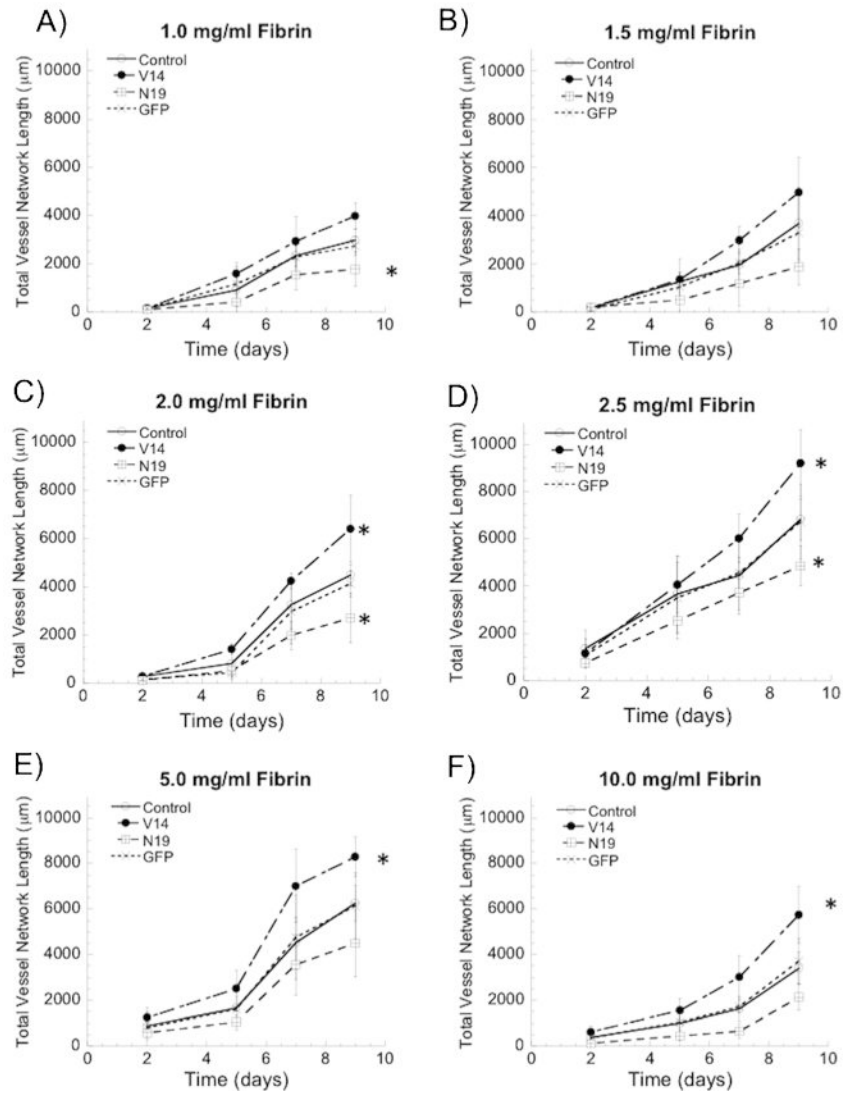 A)
1.0 mg/ml Fibrin
Total Vessel Network Length (μm)
10000
8000
6000
4000
2000
0
Control
V14
N19
GFP
*
0 2 4 6 8 10
Time (days)
B)
1.5 mg/ml Fibrin
Total Vessel Network Length (μm)
10000
8000
6000
4000
2000
0
Control
V14
N19
GFP
0 2 4 6 8 10
Time (days)
C)
2.0 mg/ml Fibrin
Total Vessel Network Length (μm)
10000
8000
6000
4000
2000
0
Control
V14
N19
GFP
*
*
0 2 4 6 8 10
Time (days)
D)
2.5 mg/ml Fibrin
Total Vessel Network Length (μm)
10000
8000
6000
4000
2000
0
Control
V14
N19
GFP
*
*
0 2 4 6 8 10
Time (days)
E)
5.0 mg/ml Fibrin
Total Vessel Network Length (μm)
10000
8000
6000
4000
2000
0
Control
V14
N19
GFP
*
0 2 4 6 8 10
Time (days)
F)
10.0 mg/ml Fibrin
Total Vessel Network Length (μm)
10000
8000
6000
4000
2000
0
Control
V14
N19
GFP
*
0 2 4 6 8 10
Time (days)